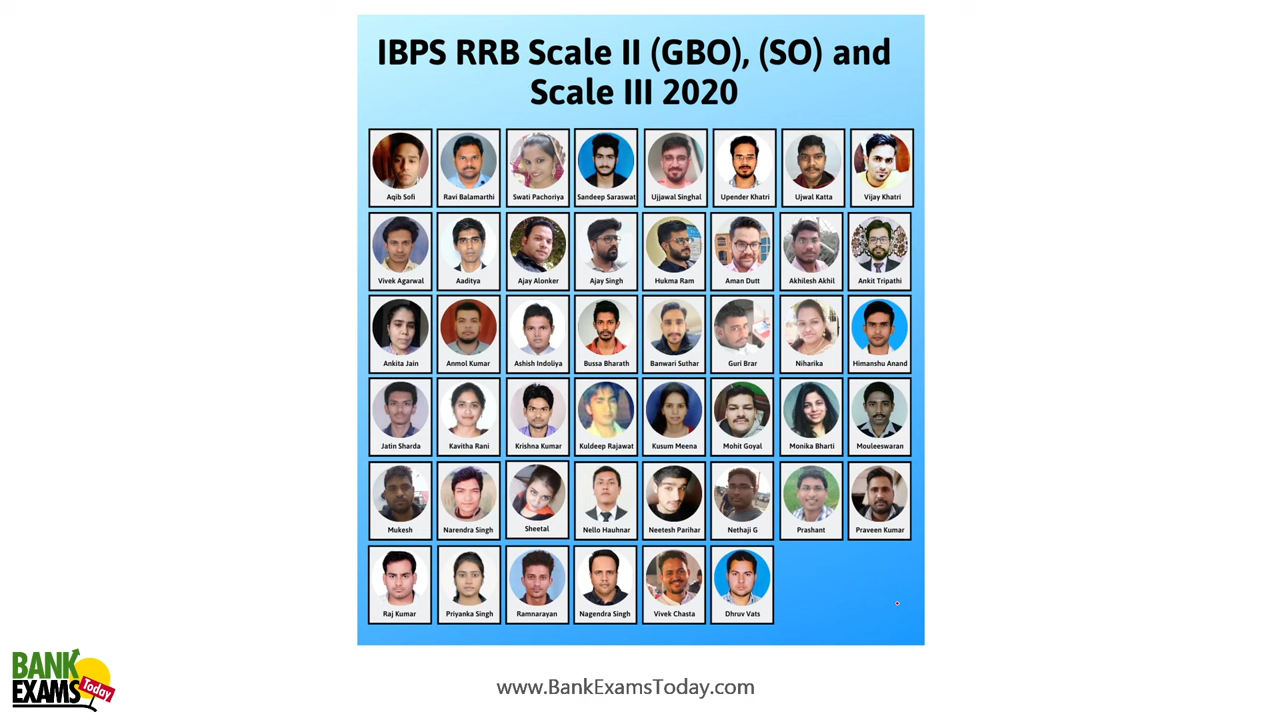 IBPS RRB Scale II (GBO), (SO) and
Scale III 2020
Aqib Sofi
Ravi Balamarthi
Swati Pachoriya
Sandeep Saraswat
Ujjawal Singhal
Upender Khatri
Ujwal Katta
Vijay Khatri
Vivek Agarwal
Aaditya
Ajay Alonker
Ajay Singh
Hukma Ram
Aman Dutt
Akhilesh Akhil
Ankit Tripathi
Ankita Jain
Anmol Kumar
Ashish Indoliya
Bussa Bharath
Banwari Suthar
Guri Brar
Niharika
Himanshu Anand
Jatin Sharda
Kavitha Rani
Krishna Kumar
Kuldeep Rajawat
Kusum Meena
Mohit Goyal
Monika Bharti
Mouleeswaran
Mukesh
Narendra Singh
Sheetal
Nello Hauhnar
Neetesh Parihar
Nethaji G
Prashant
Praveen Kumar
Raj Kumar
Priyanka Singh
Ramnarayan
Nagendra Singh
Vivek Chasta
Dhruv Vats
BANK
EXAMS
Today
www.BankExamsToday.com